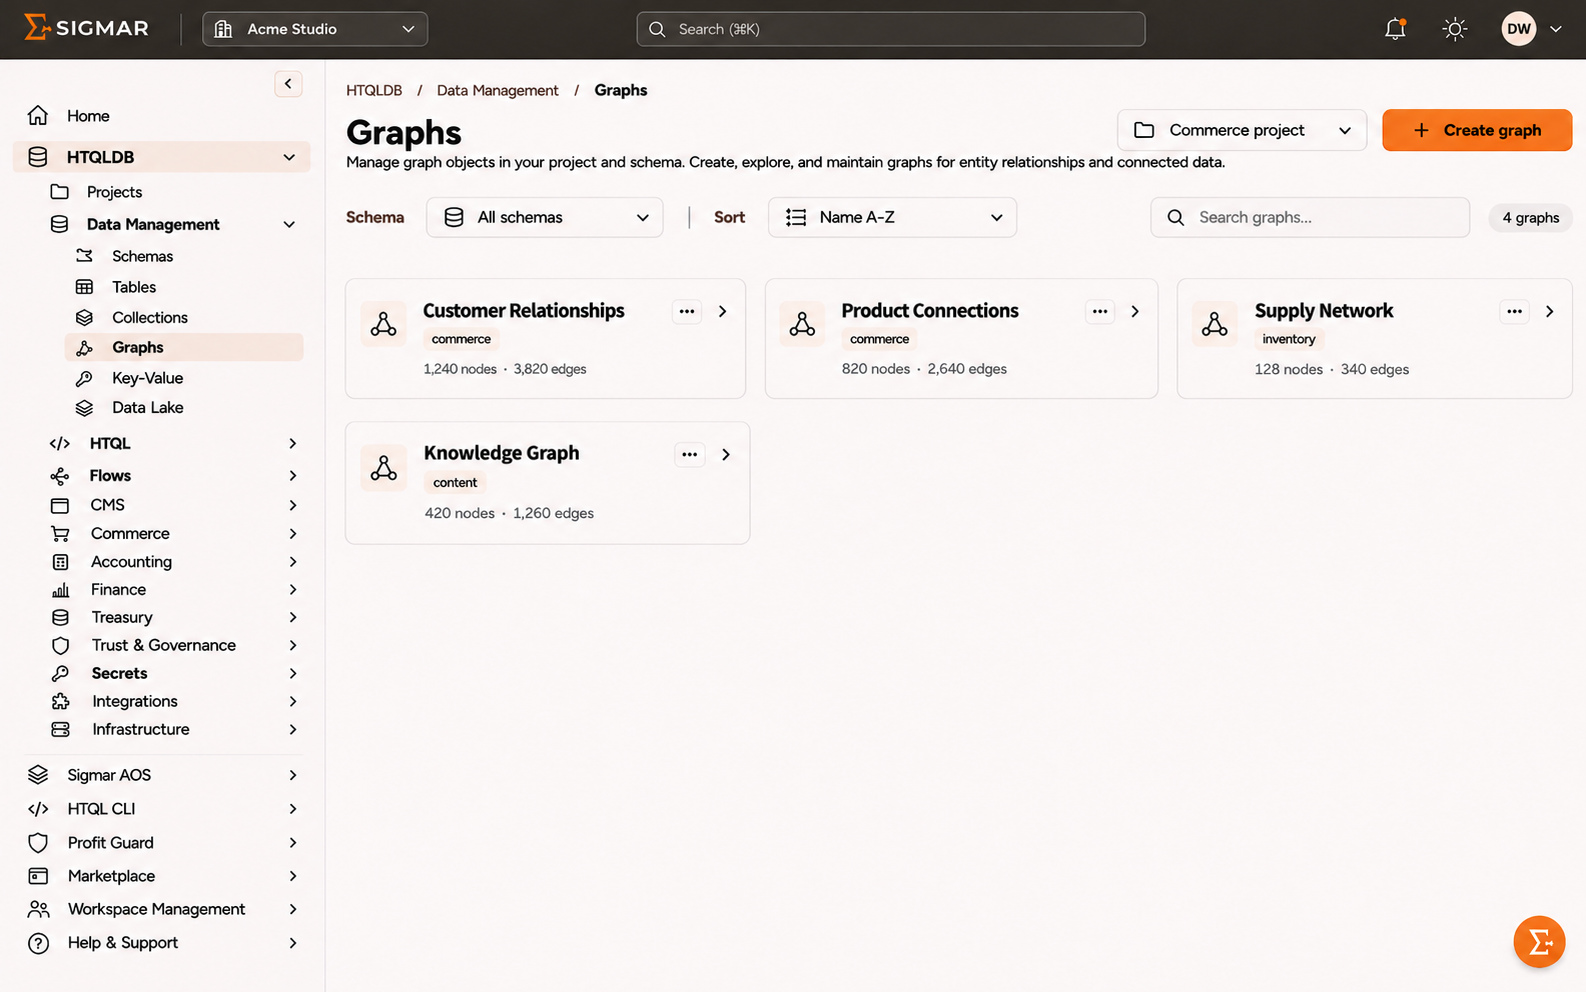 SIGMAR
Acme Studio
Search (⌘K)
DW
Home
HTQLDB
Projects
Data Management
Schemas
Tables
Collections
Graphs
Key-Value
Data Lake
HTQL
Flows
CMS
Commerce
Accounting
Finance
Treasury
Trust & Governance
Secrets
Integrations
Infrastructure
Sigmar AOS
HTQL CLI
Profit Guard
Marketplace
Workspace Management
Help & Support
HTQLDB / Data Management / Graphs
Graphs
Manage graph objects in your project and schema. Create, explore, and maintain graphs for entity relationships and connected data.
Commerce project
+ Create graph
Schema
All schemas
Sort
Name A-Z
Search graphs...
4 graphs
Customer Relationships
commerce
1,240 nodes · 3,820 edges
Product Connections
commerce
820 nodes · 2,640 edges
Supply Network
inventory
128 nodes · 340 edges
Knowledge Graph
content
420 nodes · 1,260 edges